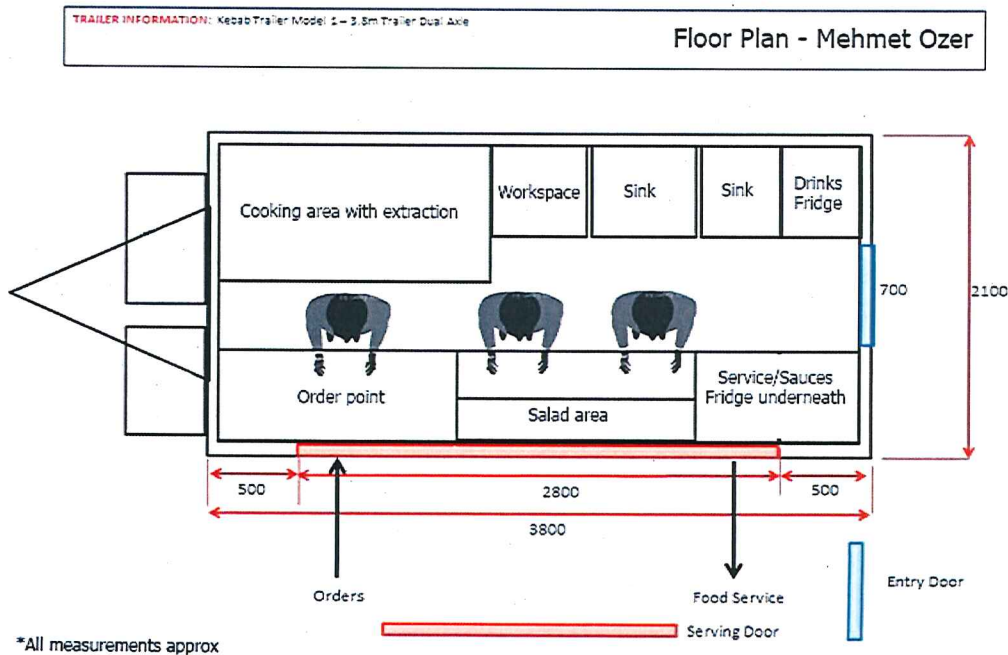 TRAILER INFORMATION: Kebab Trailer Model 1 – 3.8m Trailer Dual Axle
Floor Plan - Mehmet Ozer
Cooking area with extraction
Workspace
Sink
Sink
Drinks
Fridge
700
2100
Order point
Salad area
Service/Sauces
Fridge underneath
500
2800
500
3800
Orders
Food Service
Entry Door
Serving Door
*All measurements approx